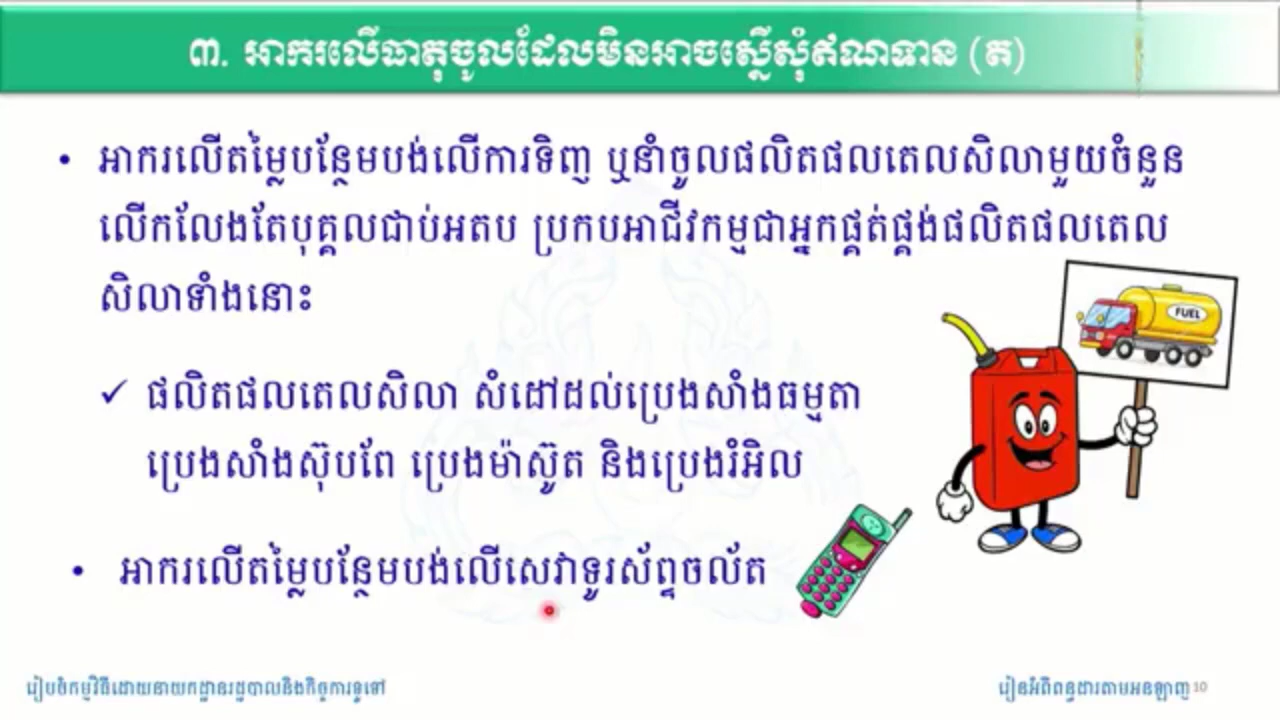 ៣. អាករលើធាតុចូលដែលមិនអាចស្នើសុំឥណទាន (ត)
• អាករលើតម្លៃបន្ថែមបង់លើការទិញ ឬនាំចូលផលិតផលតេលសិលាមួយចំនួន
លើកលែងតែបុគ្គលជាប់អតប ប្រកបអាជីវកម្មជាអ្នកផ្គត់ផ្គង់ផលិតផលតេល
សិលាទាំងនោះ
FUEL
✓ ផលិតផលតេលសិលា សំដៅដល់ប្រេងសាំងធម្មតា
ប្រេងសាំងស៊ុបពែ ប្រេងម៉ាស៊ូត និងប្រេងរំអិល
• អាករលើតម្លៃបន្ថែមបង់លើសេវាទូរស័ព្ទចល័ត
រៀបចំកម្មវិធីដោយនាយកដ្ឋានរដ្ឋបាលនិងកិច្ចការទូទៅ
រៀនអំពីពន្ធដារតាមអនឡាញ 10